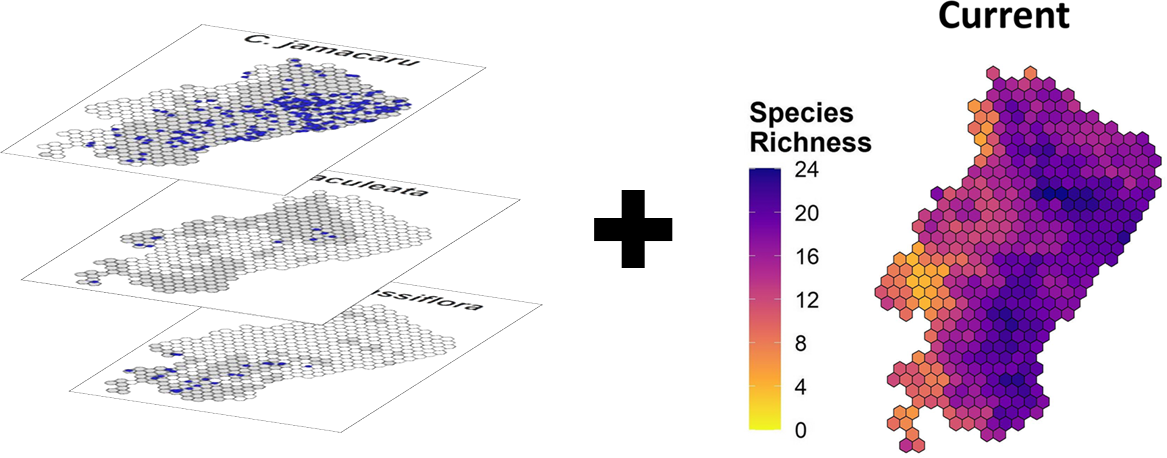 C. jamacaru
aculeata
ssiflora
Current
Species
Richness
24
20
16
12
8
4
0